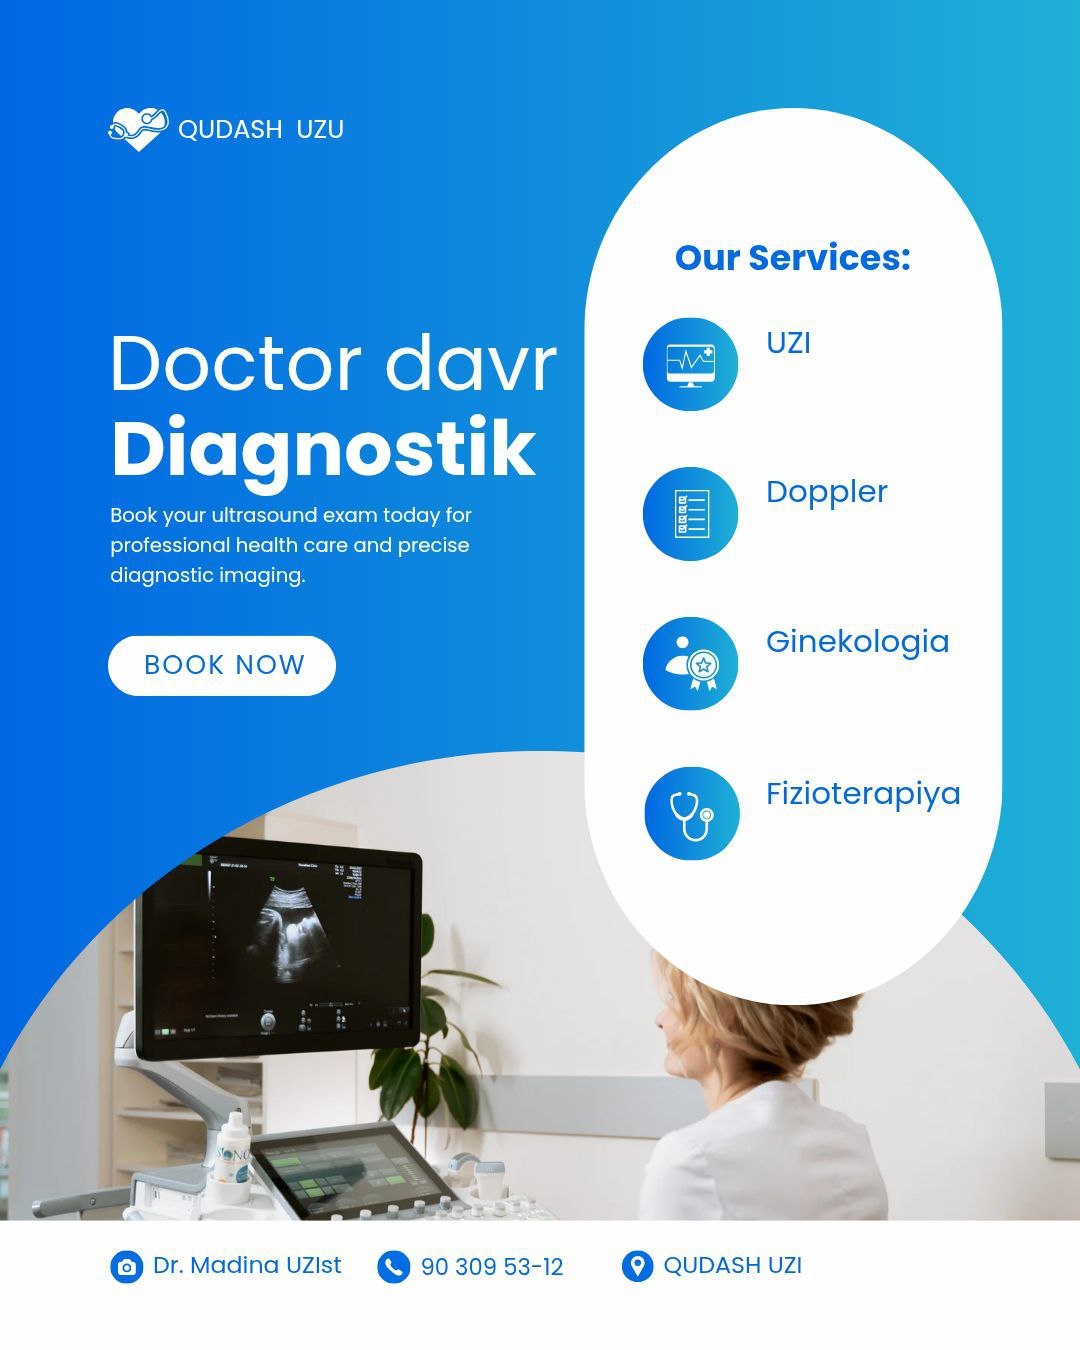 QUDASH UZU
Doctor davr
Diagnostik
Book your ultrasound exam today for
professional health care and precise
diagnostic imaging.
BOOK NOW
Our Services:
UZI
Doppler
Ginekologia
Fizioterapiya
Dr. Madina UZIst
90 309 53-12
QUDASH UZI